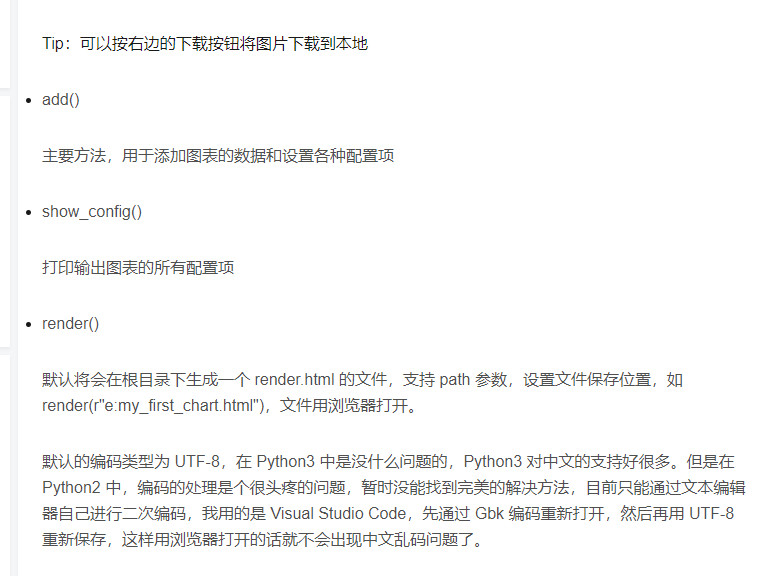 Tip：可以按右边的下载按钮将图片下载到本地
add()
主要方法，用于添加图表的数据和设置各种配置项
show_config()
打印输出图表的所有配置项
render()
默认将会在根目录下生成一个 render.html 的文件，支持 path 参数，设置文件保存位置，如
render(r"e:my_first_chart.html")，文件用浏览器打开。
默认的编码类型为 UTF-8，在 Python3 中是没什么问题的，Python3 对中文的支持好很多。但是在
Python2 中，编码的处理是个很头疼的问题，暂时没能找到完美的解决方法，目前只能通过文本编辑
器自己进行二次编码，我用的是 Visual Studio Code，先通过 Gbk 编码重新打开，然后再用 UTF-8
重新保存，这样用浏览器打开的话就不会出现中文乱码问题了。